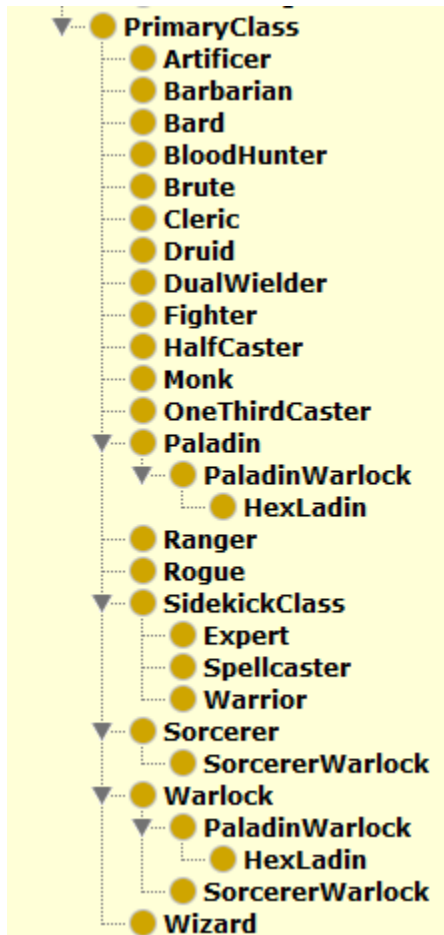 PrimaryClass
Artificer
Barbarian
Bard
BloodHunter
Brute
Cleric
Druid
DualWielder
Fighter
HalfCaster
Monk
OneThirdCaster
Paladin
PaladinWarlock
HexLadin
Ranger
Rogue
SidekickClass
Expert
Spellcaster
Warrior
Sorcerer
SorcererWarlock
Warlock
PaladinWarlock
HexLadin
SorcererWarlock
Wizard